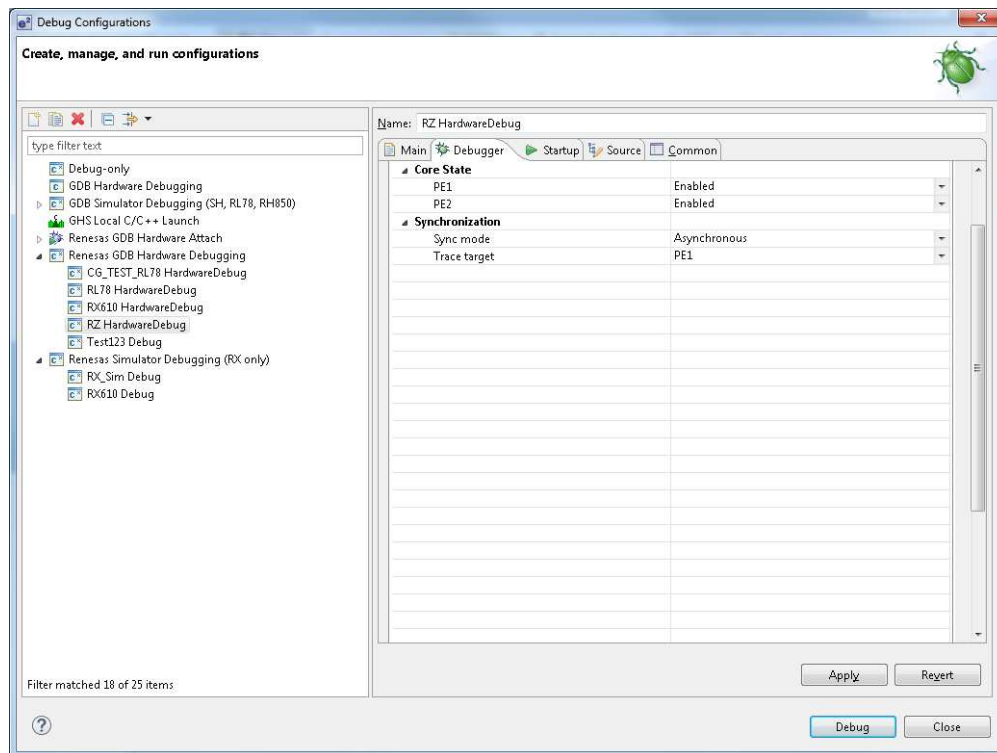 e² Debug Configurations
Create, manage, and run configurations
type filter text
Debug-only
GDB Hardware Debugging
GDB Simulator Debugging (SH, RL78, RH850)
GHS Local C/C++ Launch
Renesas GDB Hardware Attach
Renesas GDB Hardware Debugging
CG_TEST_RL78 HardwareDebug
RL78 HardwareDebug
RX610 HardwareDebug
RZ HardwareDebug
Test123 Debug
Renesas Simulator Debugging (RX only)
RX_Sim Debug
RX610 Debug
Filter matched 18 of 25 items
Name: RZ HardwareDebug
Main Debugger Startup Source Common
Core State
PE1 Enabled
PE2 Enabled
Synchronization
Sync mode Asynchronous
Trace target PE1
Apply Revert
Debug Close